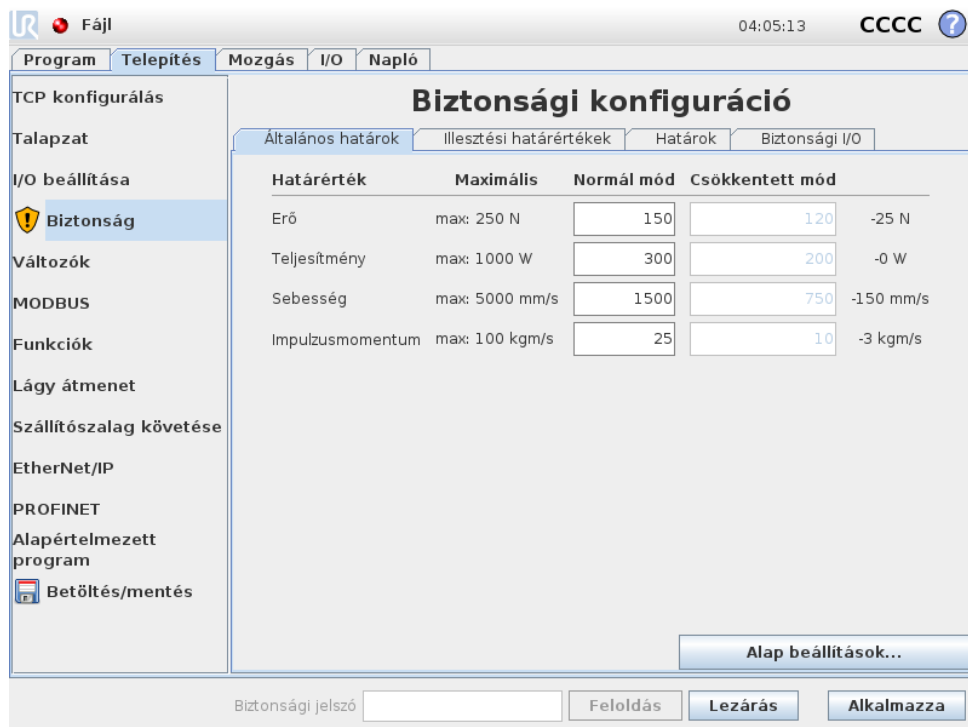 UR Fájl 04:05:13 CCCC ?
Program Telepítés Mozgás I/O Napló
TCP konfigurálás
Talapzat
I/O beállítása
Biztonság
Változók
MODBUS
Funkciók
Lágy átmenet
Szállítószalag követése
EtherNet/IP
PROFINET
Alapértelmezett
program
Betöltés/mentés
Biztonsági konfiguráció
Általános határok Illesztési határértékek Határok Biztonsági I/O
Határérték Maximális Normál mód Csökkentett mód
Erő max: 250 N 150 120 -25 N
Teljesítmény max: 1000 W 300 200 -0 W
Sebesség max: 5000 mm/s 1500 750 -150 mm/s
Impulzusmomentum max: 100 kgm/s 25 10 -3 kgm/s
Alap beállítások...
Biztonsági jelszó Feloldás Lezárás Alkalmazza